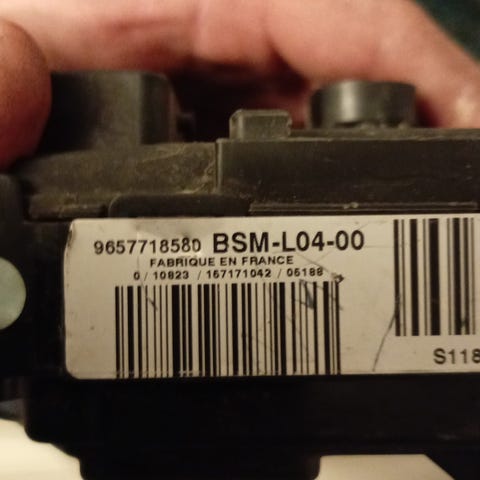 9657718580 BSM-L04-00
FABRIQUE EN FRANCE
0 / 10823 / 157171042 / 05188
S118